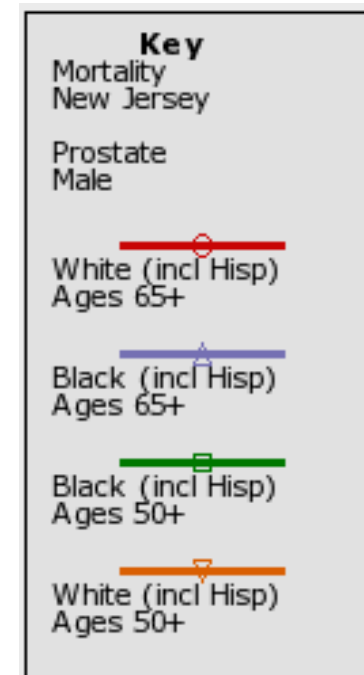 Key
Mortality
New Jersey
Prostate
Male
White (incl Hisp)
Ages 65+
Black (incl Hisp)
Ages 65+
Black (incl Hisp)
Ages 50+
White (incl Hisp)
Ages 50+